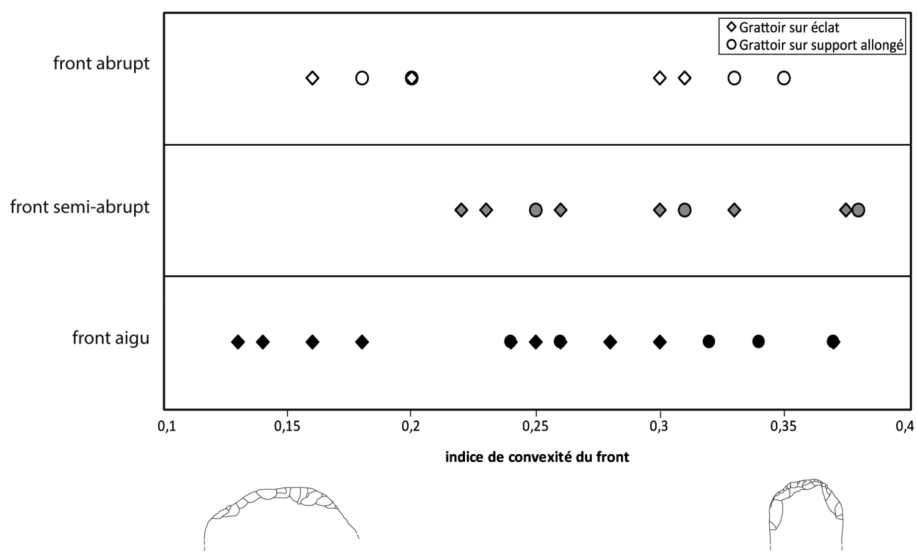 Grattoir sur éclat
Grattoir sur support allongé
front abrupt
front semi-abrupt
front aigu
0,1 0,15 0,2 0,25 0,3 0,35 0,4
indice de convexité du front